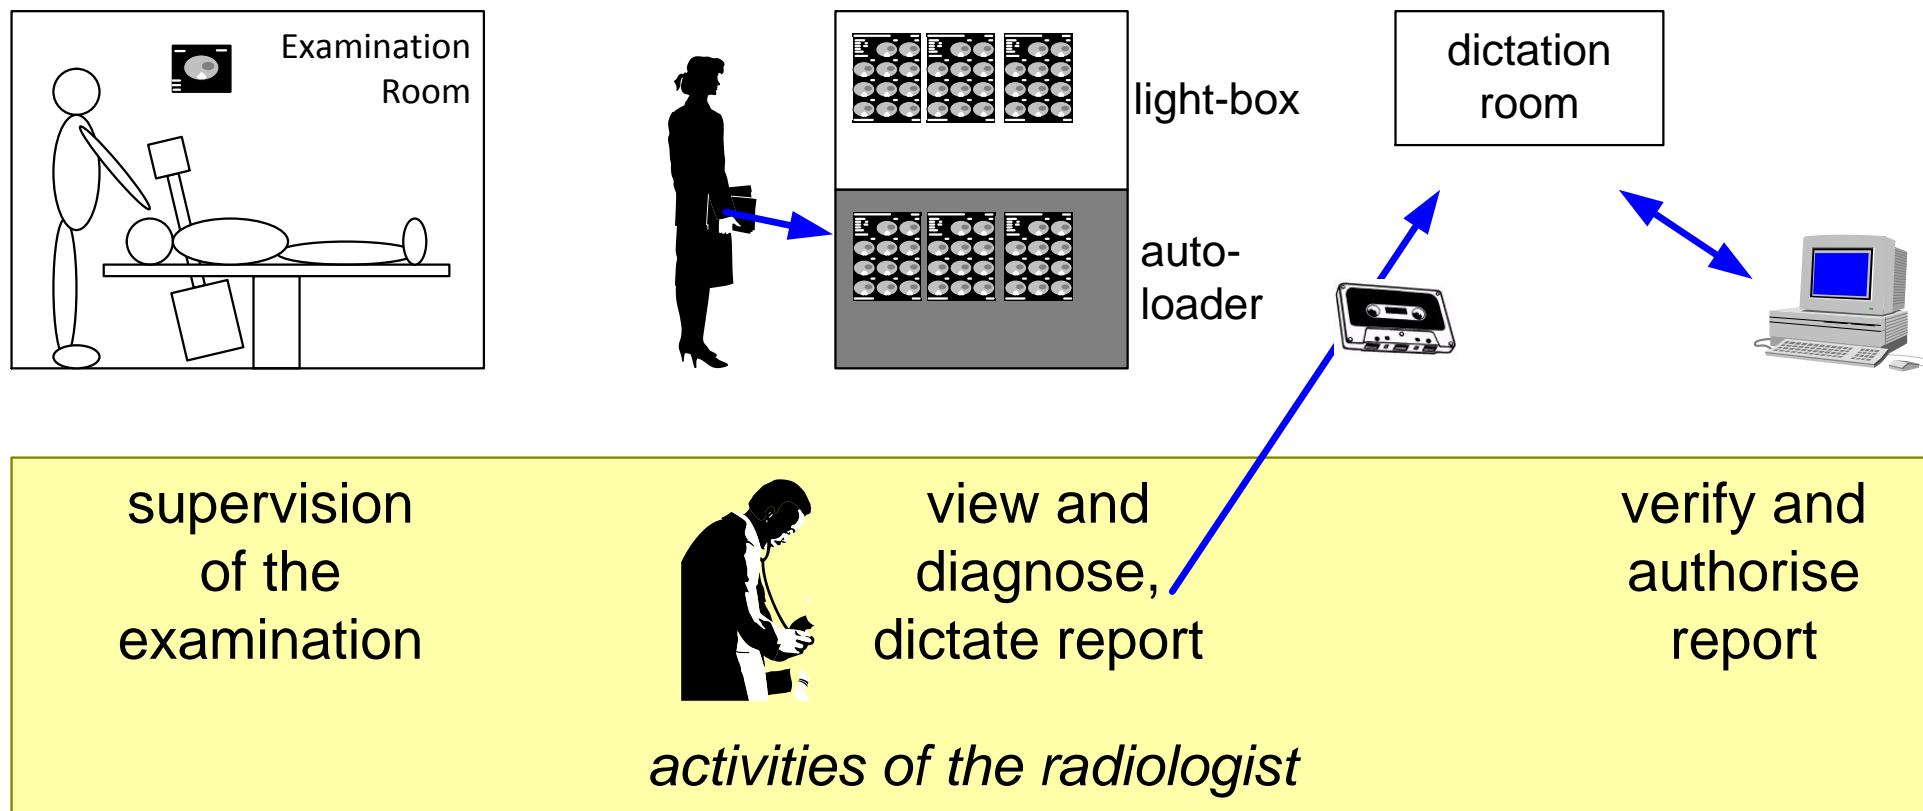 Examination
Room
light-box
auto-
loader
dictation
room
supervision
of the
examination
view and
diagnose,
dictate report
verify and
authorise
report
activities of the radiologist